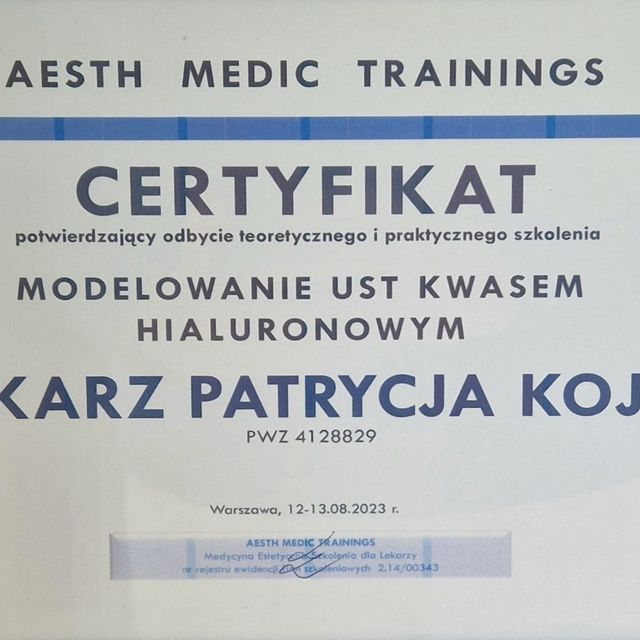 AESTH MEDIC TRAININGS
CERTYFIKAT
potwierdzający odbycie teoretycznego i praktycznego szkolenia
MODELOWANIE UST KWASEM
HIALURONOWYM
KARZ PATRYCJA KOJ
PWZ 4128829
Warszawa, 12-13.08.2023 r.
AESTH MEDIC TRAININGS
Medycyna Estetyczna Szkolenia dla Lekarzy
nr rejestru ewidencji firm szkoleniowych 2.14/00343